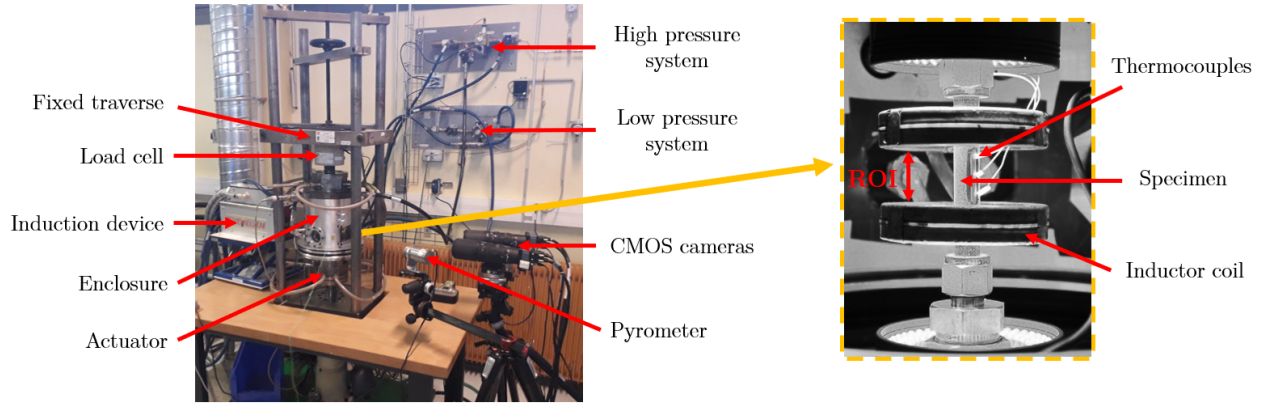 Fixed traverse
Load cell
Induction device
Enclosure
Actuator
High pressure
system
Low pressure
system
CMOS cameras
Pyrometer
ROI
Thermocouples
Specimen
Inductor coil